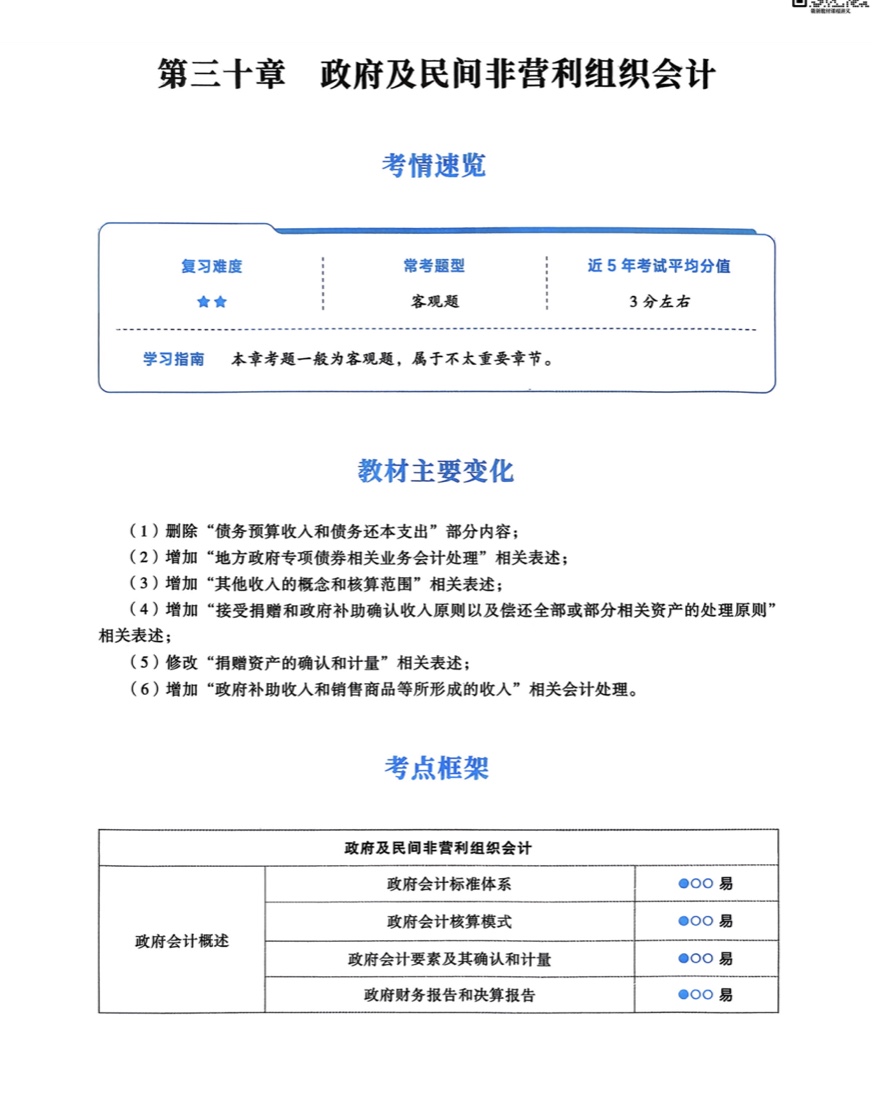 第三十章 政府及民间非营利组织会计
考情速览
复习难度 常考题型 近5年考试平均分值
★★ 客观题 3分左右
学习指南 本章考题一般为客观题，属于不太重要章节。
教材主要变化
（1）删除“债务预算收入和债务还本支出”部分内容；
（2）增加“地方政府专项债券相关业务会计处理”相关表述；
（3）增加“其他收入的概念和核算范围”相关表述；
（4）增加“接受捐赠和政府补助确认收入原则以及偿还全部或部分相关资产的处理原则”
相关表述；
（5）修改“捐赠资产的确认和计量”相关表述；
（6）增加“政府补助收入和销售商品等所形成的收入”相关会计处理。
考点框架
政府及民间非营利组织会计
政府会计概述
政府会计标准体系 ●○○ 易
政府会计核算模式 ●○○ 易
政府会计要素及其确认和计量 ●○○ 易
政府财务报告和决算报告 ●○○ 易